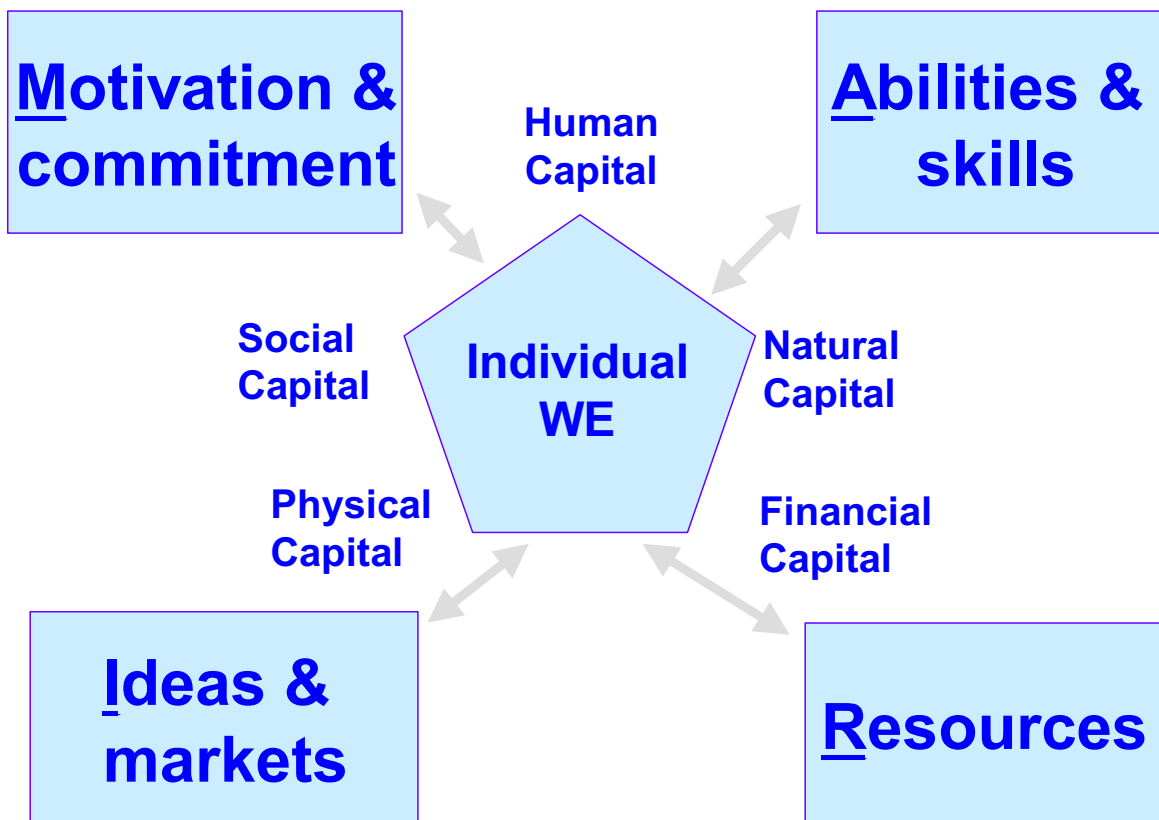 Motivation &
commitment
Human
Capital
Abilities &
skills
Social
Capital
Individual
WE
Natural
Capital
Physical
Capital
Financial
Capital
Ideas &
markets
Resources